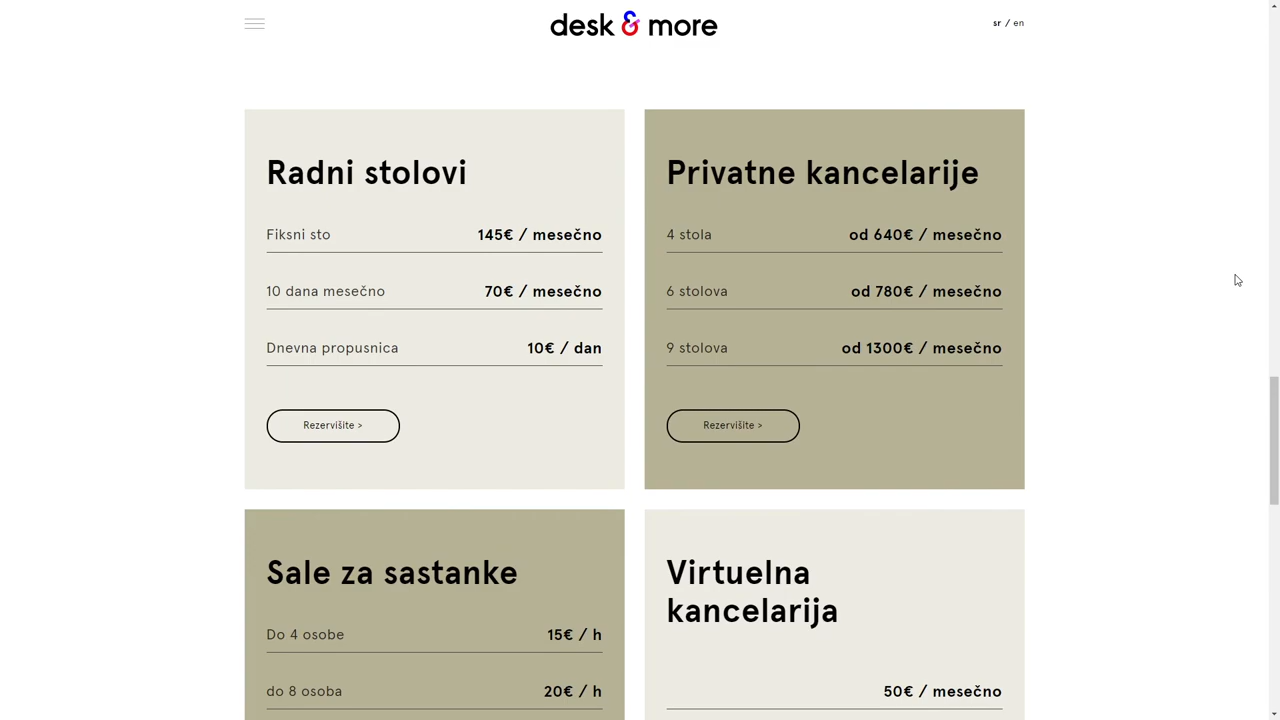 desk & more
sr / en
Radni stolovi
Fiksni sto 145€ / mesečno
10 dana mesečno 70€ / mesečno
Dnevna propusnica 10€ / dan
Rezervišite >
Privatne kancelarije
4 stola od 640€ / mesečno
6 stolova od 780€ / mesečno
9 stolova od 1300€ / mesečno
Rezervišite >
Sale za sastanke
Do 4 osobe 15€ / h
do 8 osoba 20€ / h
Virtuelna
kancelarija
50€ / mesečno